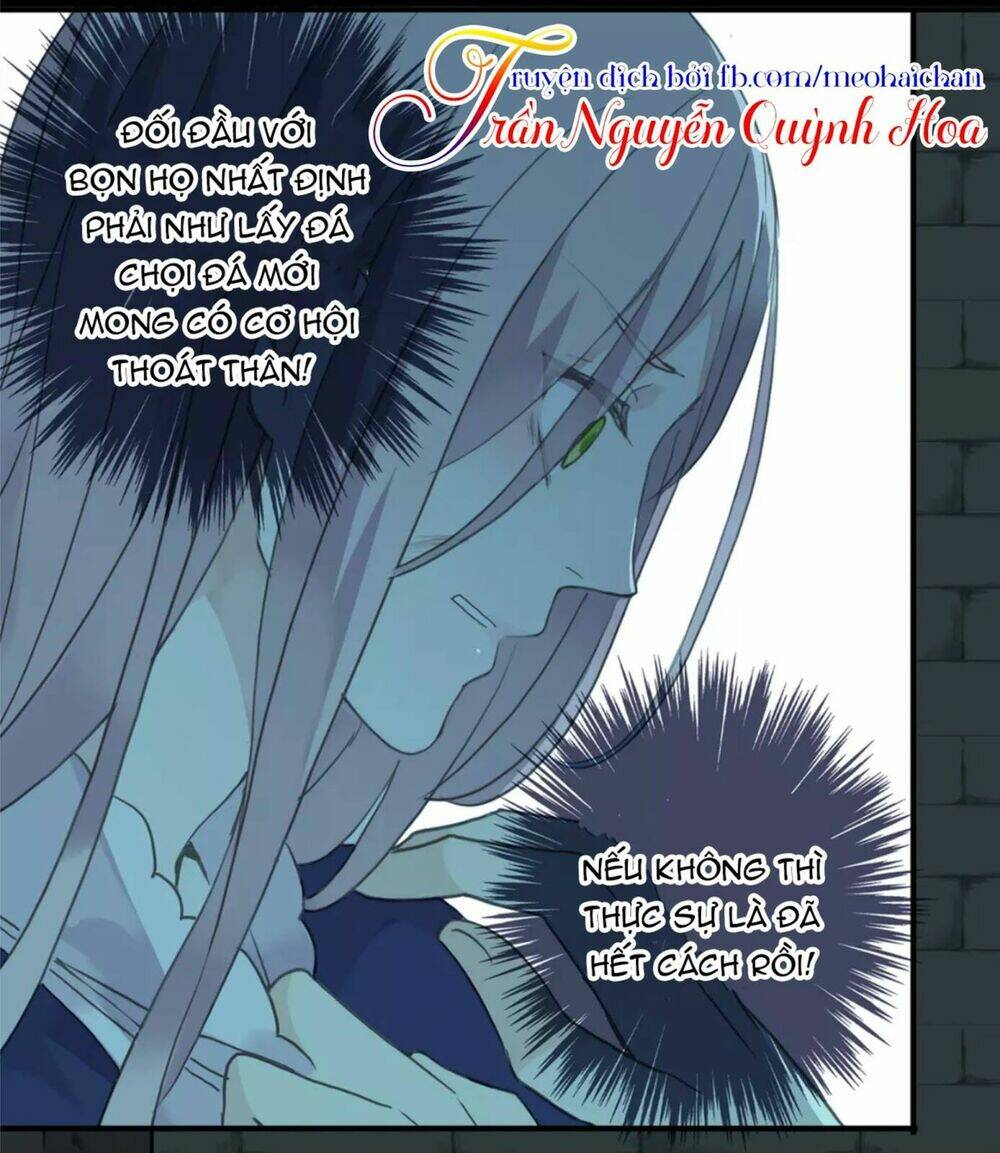 Truyện dịch bởi fb.com/meohaichan
Trần Nguyễn Quỳnh Hoa
ĐỐI ĐẦU VỚI
BỌN HỌ NHẤT ĐỊNH
PHẢI NHƯ LẤY ĐÁ
CHỌI ĐÁ MỚI
MONG CÓ CƠ HỘI
THOÁT THÂN!
NẾU KHÔNG THÌ
THỰC SỰ LÀ ĐÃ
HẾT CÁCH RỒI!